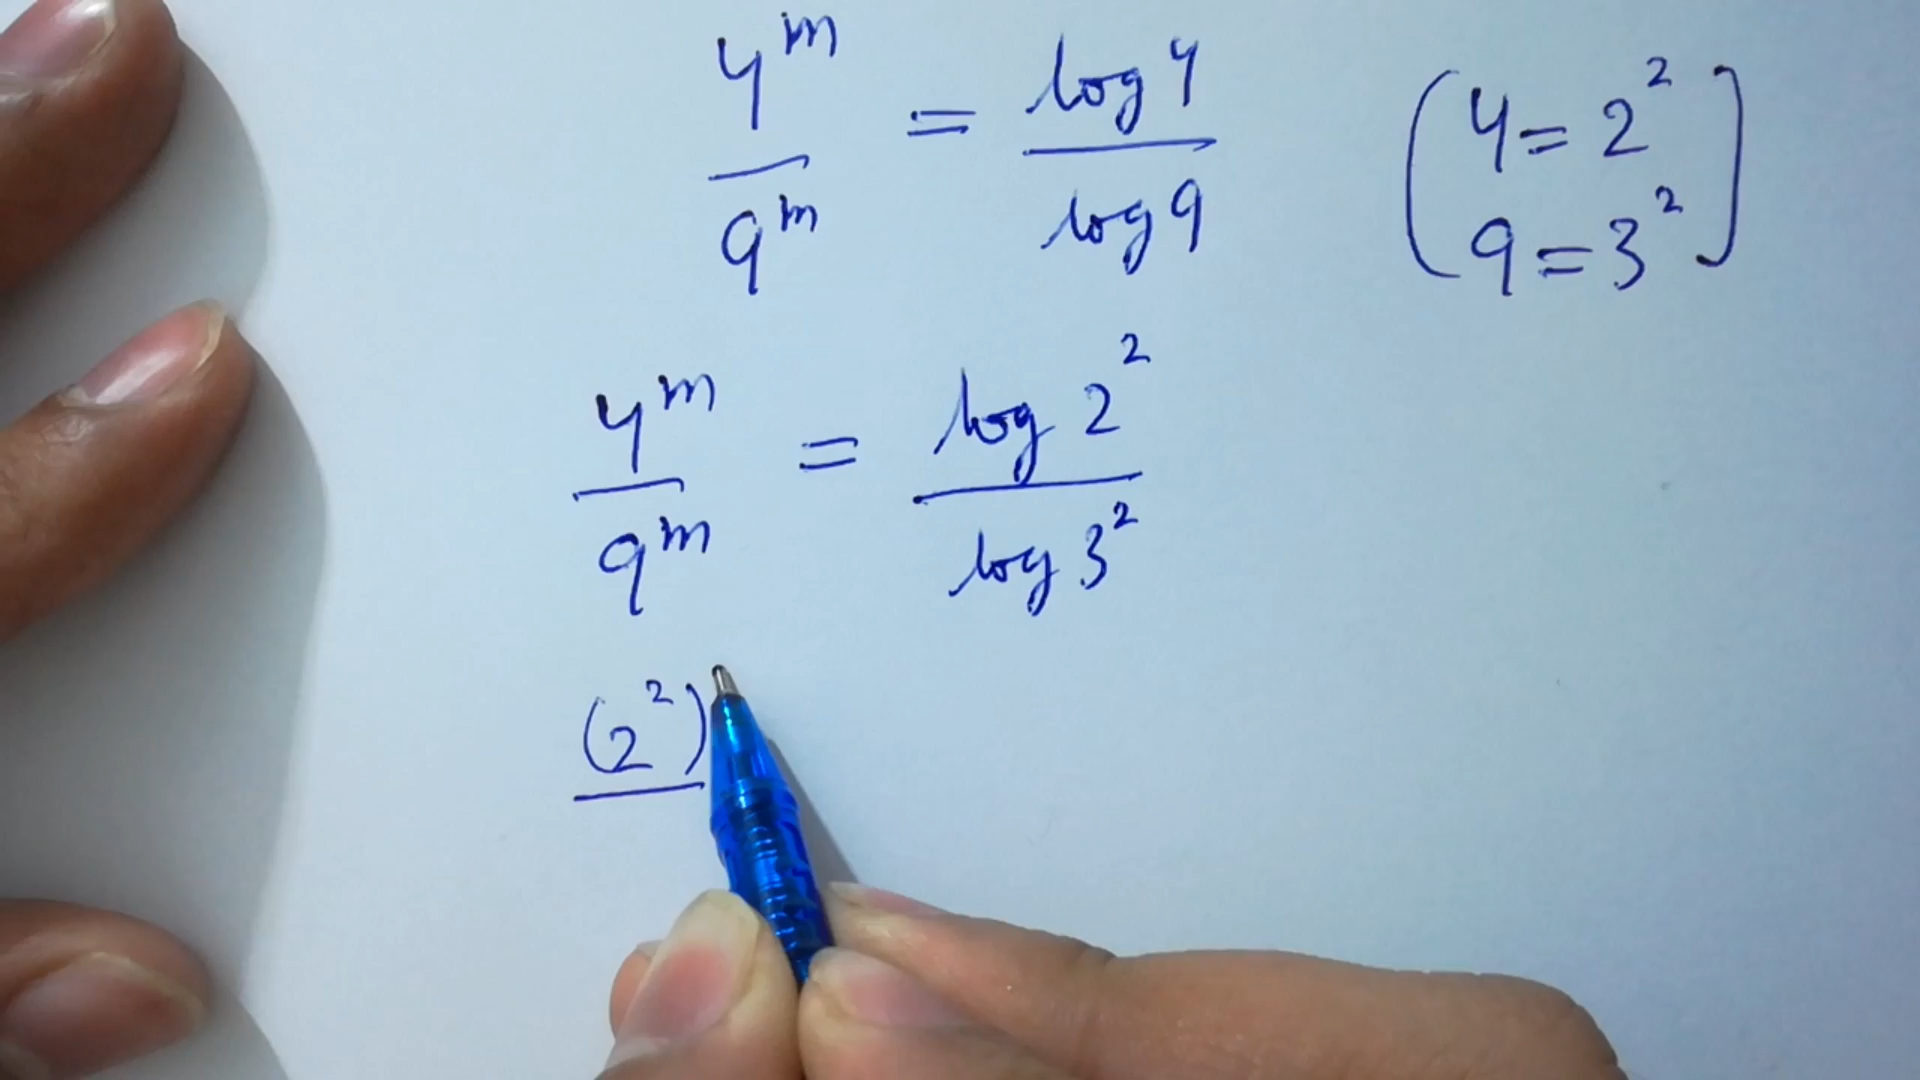 4^m / 9^m = log 4 / log 9 (4 = 2^2
9 = 3^2)
4^m / 9^m = log 2^2 / log 3^2
(2^2)